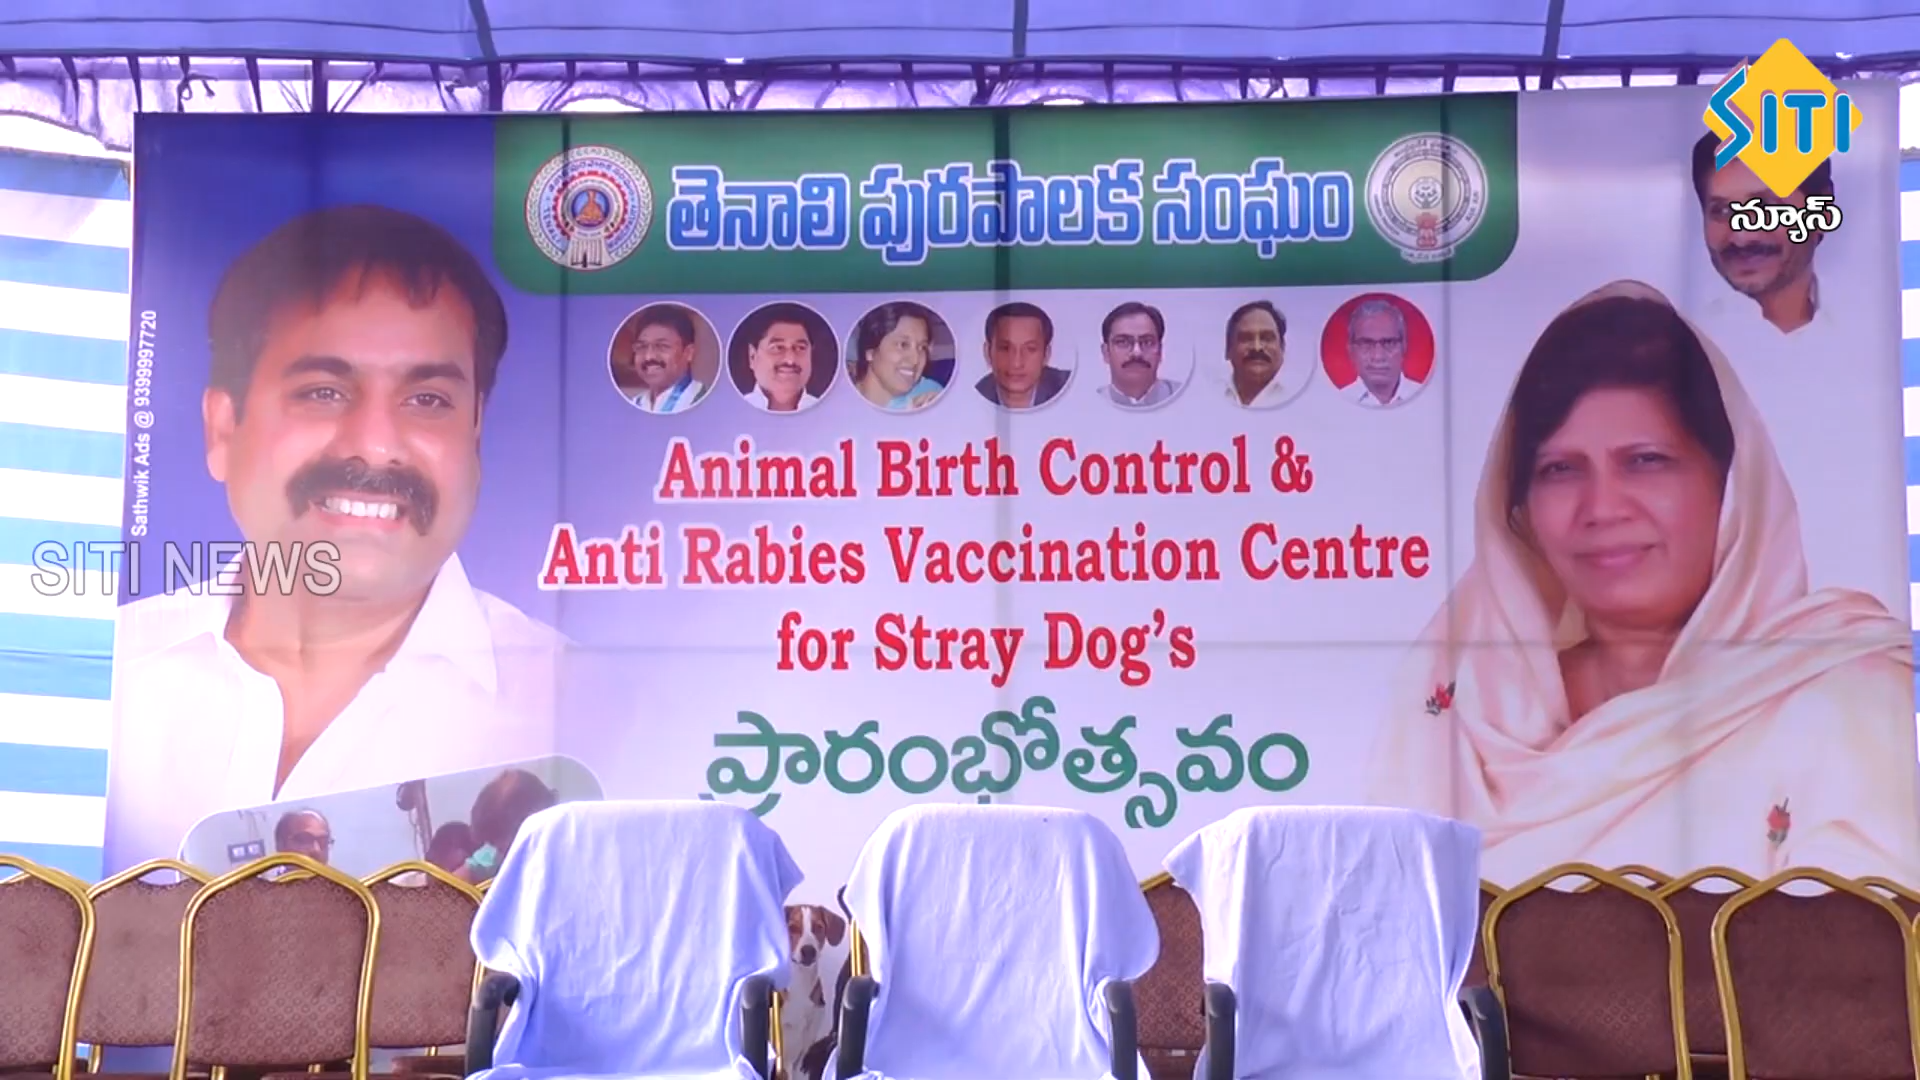 SITI
న్యూస్
తెనాలి పురపాలక సంఘం
Animal Birth Control &
Anti Rabies Vaccination Centre
for Stray Dog's
ప్రారంభోత్సవం
Sathwik Ads @ 9399997720
SITI NEWS